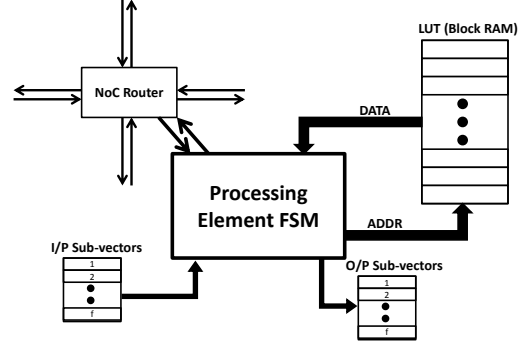 LUT (Block RAM)
NoC Router
DATA
Processing
Element FSM
ADDR
I/P Sub-vectors
1
2
f
O/P Sub-vectors
1
2
f